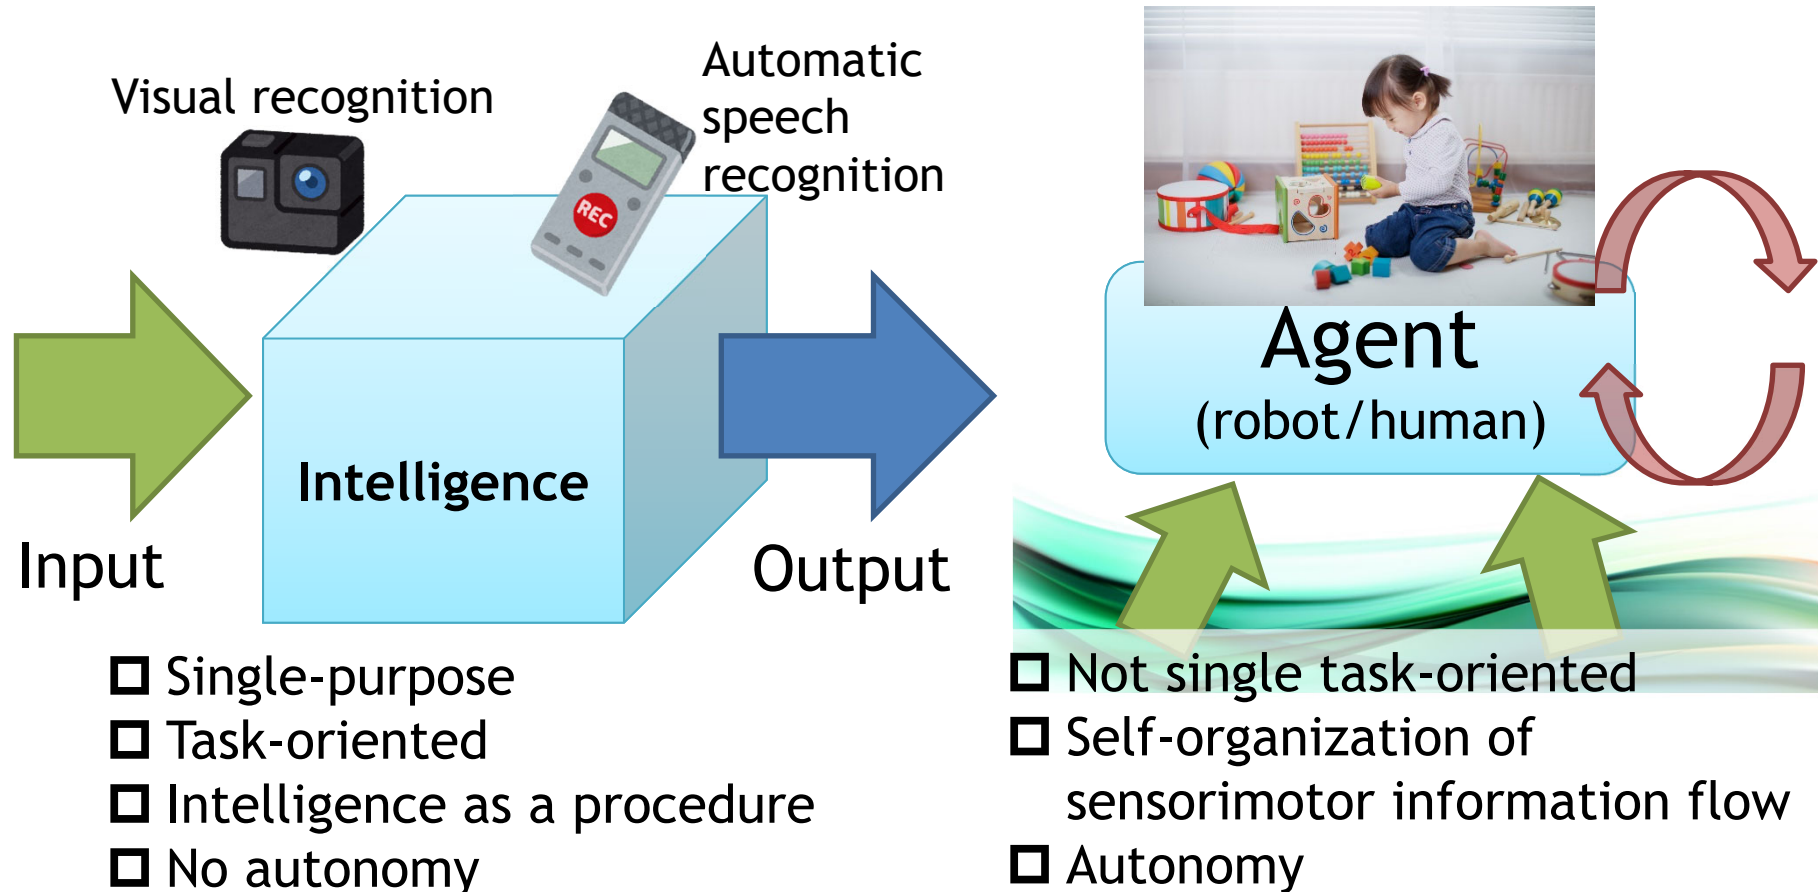 Visual recognition
Automatic
speech
recognition
REC
Intelligence
Input
Output
Single-purpose
Task-oriented
Intelligence as a procedure
No autonomy
Agent
(robot/human)
Not single task-oriented
Self-organization of
sensorimotor information flow
Autonomy